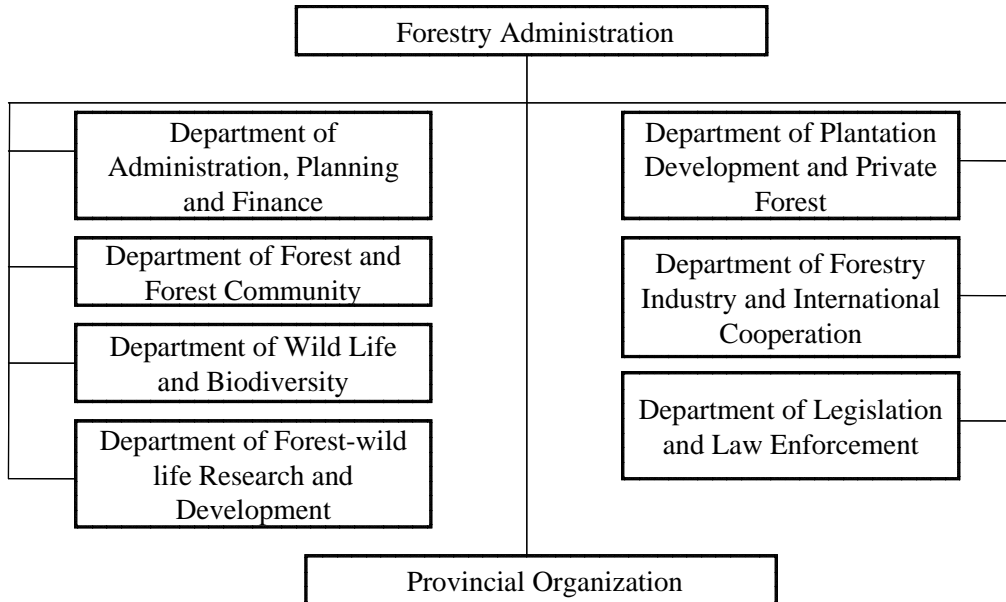 Forestry Administration
Department of
Administration, Planning
and Finance
Department of Forest and
Forest Community
Department of Wild Life
and Biodiversity
Department of Forest-wild
life Research and
Development
Department of Plantation
Development and Private
Forest
Department of Forestry
Industry and International
Cooperation
Department of Legislation
and Law Enforcement
Provincial Organization